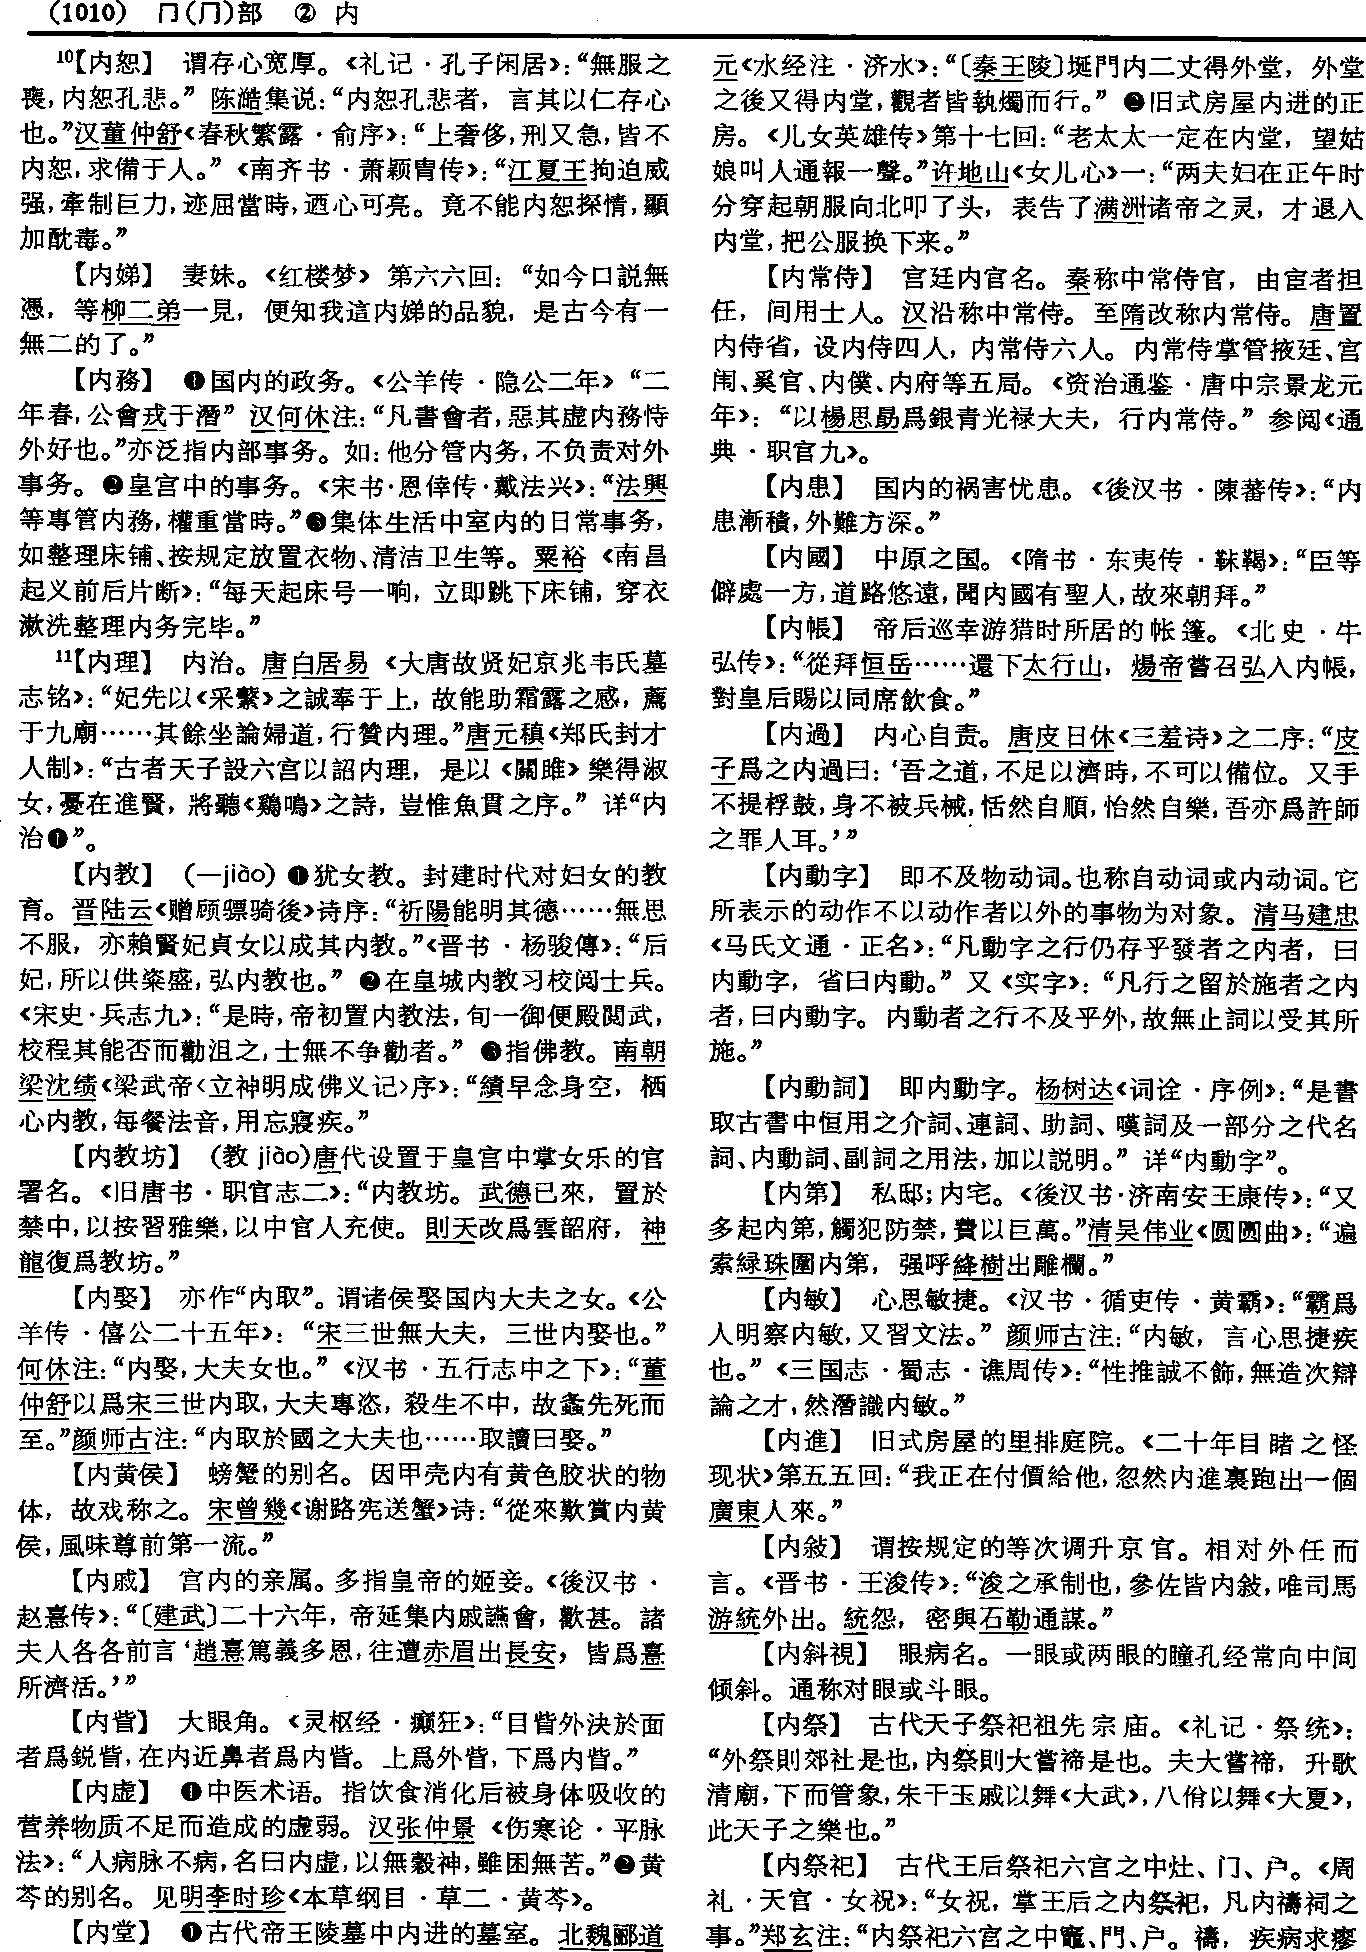 (1010) 冂(⺆)部 ② 内
¹⁰【内恕】 谓存心宽厚。《礼记·孔子闲居》：“無服之
喪，内恕孔悲。” 陈澔集说：“内恕孔悲者，言其以仁存心
也。”汉董仲舒《春秋繁露·俞序》：“上奢侈，刑又急，皆不
内恕，求備于人。”《南齐书·萧颖胄传》：“江夏王拘迫威
强，牽制巨力，迹屈當時，迺心可亮。竟不能内恕探情，顯
加酖毒。”
【内娣】 妻妹。《红楼梦》第六六回：“如今口説無
憑，等柳二弟一見，便知我這内娣的品貌，是古今有一
無二的了。”
【内務】 ❶国内的政务。《公羊传·隐公二年》“二
年春，公會戎于潛” 汉何休注：“凡書會者，惡其虚内務恃
外好也。”亦泛指内部事务。如：他分管内务，不负责对外
事务。❷皇宫中的事务。《宋书·恩倖传·戴法兴》：“法興
等專管内務，權重當時。”❸集体生活中室内的日常事务，
如整理床铺、按规定放置衣物、清洁卫生等。粟裕《南昌
起义前后片断》：“每天起床号一响，立即跳下床铺，穿衣
漱洗整理内务完毕。”
¹¹【内理】 内治。唐白居易《大唐故贤妃京兆韦氏墓
志铭》：“妃先以《采蘩》之誠奉于上，故能助霜露之感，薦
于九廟……其餘坐論婦道，行贊内理。”唐元稹《郑氏封才
人制》：“古者天子設六宫以詔内理，是以《關雎》樂得淑
女，憂在進賢，將聽《鷄鳴》之詩，豈惟魚貫之序。” 详“内
治❶”。
【内教】 (—jiào) ❶犹女教。封建时代对妇女的教
育。晋陆云《赠顾骠骑後》诗序：“祈陽能明其德……無思
不服，亦賴賢妃貞女以成其内教。”《晋书·杨骏傳》：“后
妃，所以供粢盛，弘内教也。” ❷在皇城内教习校阅士兵。
《宋史·兵志九》：“是時，帝初置内教法，旬一御便殿閲武，
校程其能否而勸沮之，士無不争勸者。” ❸指佛教。南朝
梁沈绩《梁武帝〈立神明成佛义记〉序》：“績早念身空，栖
心内教，每餐法音，用忘寢疾。”
【内教坊】 (教 jiào)唐代设置于皇宫中掌女乐的官
署名。《旧唐书·职官志二》：“内教坊。武德已來，置於
禁中，以按習雅樂，以中官人充使。則天改爲雲韶府，神
龍復爲教坊。”
【内娶】 亦作“内取”。谓诸侯娶国内大夫之女。《公
羊传·僖公二十五年》：“宋三世無大夫，三世内娶也。”
何休注：“内娶，大夫女也。”《汉书·五行志中之下》：“董
仲舒以爲宋三世内取，大夫專恣，殺生不中，故螽先死而
至。”颜师古注：“内取於國之大夫也……取讀曰娶。”
【内黄侯】 螃蟹的别名。因甲壳内有黄色胶状的物
体，故戏称之。宋曾幾《谢路宪送蟹》诗：“從來歎賞内黄
侯，風味尊前第一流。”
【内戚】 宫内的亲属。多指皇帝的姬妾。《後汉书·
赵憙传》：“〔建武〕二十六年，帝延集内戚讌會，歡甚。諸
夫人各各前言‘趙憙篤義多恩，往遭赤眉出長安，皆爲憙
所濟活。’”
【内眥】 大眼角。《灵枢经·癫狂》：“目眥外決於面
者爲鋭眥，在内近鼻者爲内眥。上爲外眥，下爲内眥。”
【内虚】 ❶中医术语。指饮食消化后被身体吸收的
营养物质不足而造成的虚弱。汉张仲景《伤寒论·平脉
法》：“人病脉不病，名曰内虚，以無穀神，雖困無苦。”❷黄
芩的别名。见明李时珍《本草纲目·草二·黄芩》。
【内堂】 ❶古代帝王陵墓中内进的墓室。北魏郦道
元《水经注·济水》：“〔秦王陵〕埏門内二丈得外堂，外堂
之後又得内堂，觀者皆執燭而行。” ❷旧式房屋内进的正
房。《儿女英雄传》第十七回：“老太太一定在内堂，望姑
娘叫人通報一聲。”许地山《女儿心》一：“两夫妇在正午时
分穿起朝服向北叩了头，表告了满洲诸帝之灵，才退入
内堂，把公服换下来。”
【内常侍】 宫廷内官名。秦称中常侍官，由宦者担
任，间用士人。汉沿称中常侍。至隋改称内常侍。唐置
内侍省，设内侍四人，内常侍六人。内常侍掌管掖廷、宫
闱、奚官、内僕、内府等五局。《资治通鉴·唐中宗景龙元
年》：“以楊思勗爲銀青光禄大夫，行内常侍。”参阅《通
典·职官九》。
【内患】 国内的祸害忧患。《後汉书·陳蕃传》：“内
患漸積，外難方深。”
【内國】 中原之国。《隋书·东夷传·靺鞨》：“臣等
僻處一方，道路悠遠，聞内國有聖人，故來朝拜。”
【内帳】 帝后巡幸游猎时所居的帐篷。《北史·牛
弘传》：“從拜恒岳……還下太行山，煬帝嘗召弘入内帳，
對皇后賜以同席飲食。”
【内過】 内心自责。唐皮日休《三羞诗》之二序：“皮
子爲之内過曰：‘吾之道，不足以濟時，不可以備位。又手
不提桴鼓，身不被兵械，恬然自順，怡然自樂，吾亦爲許師
之罪人耳。’”
【内動字】 即不及物动词。也称自动词或内动词。它
所表示的动作不以动作者以外的事物为对象。清马建忠
《马氏文通·正名》：“凡動字之行仍存乎發者之内者，曰
内動字，省曰内動。” 又《实字》：“凡行之留於施者之内
者，曰内動字。内動者之行不及乎外，故無止詞以受其所
施。”
【内動詞】 即内動字。杨树达《词诠·序例》：“是書
取古書中恒用之介詞、連詞、助詞、嘆詞及一部分之代名
詞、内動詞、副詞之用法，加以説明。” 详“内動字”。
【内第】 私邸；内宅。《後汉书·济南安王康传》：“又
多起内第，觸犯防禁，費以巨萬。”清吴伟业《圆圆曲》：“遍
索緑珠圍内第，强呼絳樹出雕欄。”
【内敏】 心思敏捷。《汉书·循吏传·黄霸》：“霸爲
人明察内敏，又習文法。” 颜师古注：“内敏，言心思捷疾
也。”《三国志·蜀志·谯周传》：“性推誠不飾，無造次辯
論之才，然潛識内敏。”
【内進】 旧式房屋的里排庭院。《二十年目睹之怪
现状》第五五回：“我正在付價給他，忽然内進裏跑出一個
廣東人來。”
【内敍】 谓按规定的等次调升京官。相对外任而
言。《晋书·王浚传》：“浚之承制也，參佐皆内敍，唯司馬
游統外出。統怨，密與石勒通謀。”
【内斜視】 眼病名。一眼或两眼的瞳孔经常向中间
倾斜。通称对眼或斗眼。
【内祭】 古代天子祭祀祖先宗庙。《礼记·祭统》：
“外祭則郊社是也，内祭則大嘗禘是也。夫大嘗禘，升歌
清廟，下而管象，朱干玉戚以舞《大武》，八佾以舞《大夏》，
此天子之樂也。”
【内祭祀】 古代王后祭祀六宫之中灶、门、户。《周
礼·天官·女祝》：“女祝，掌王后之内祭祀，凡内禱祠之
事。”郑玄注：“内祭祀六宫之中竈、門、户。禱，疾病求瘳